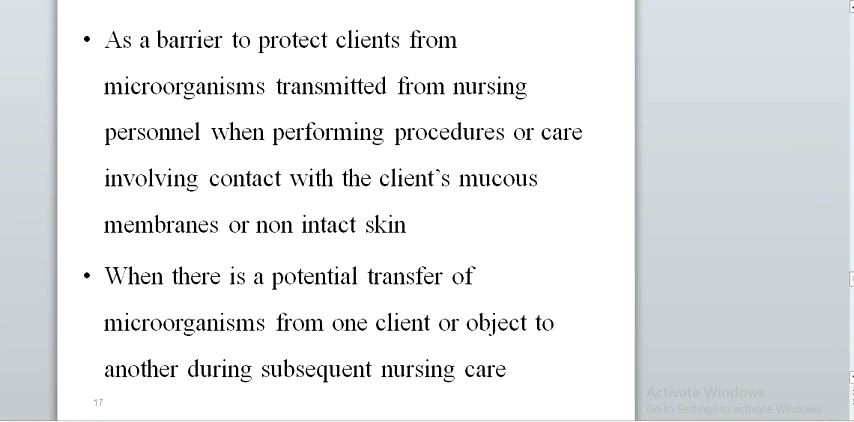 • As a barrier to protect clients from
microorganisms transmitted from nursing
personnel when performing procedures or care
involving contact with the client's mucous
membranes or non intact skin
• When there is a potential transfer of
microorganisms from one client or object to
another during subsequent nursing care
17
Activate Windows
Go to Settings to activate Windows.